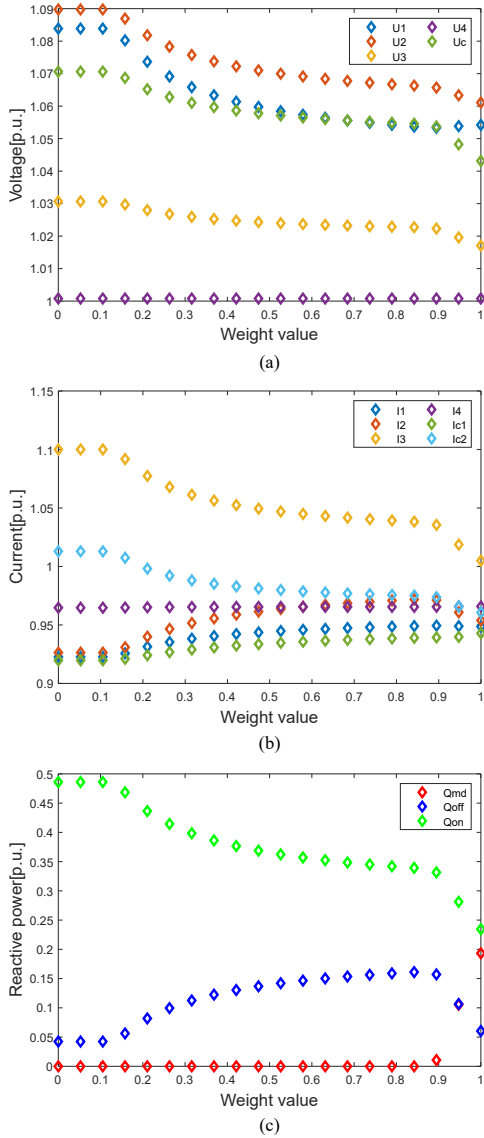 1.09
1.08
1.07
1.06
1.05
1.04
1.03
1.02
1.01
1
Voltage[p.u.]
U1 U4
U2 Uc
U3
0 0.1 0.2 0.3 0.4 0.5 0.6 0.7 0.8 0.9 1
Weight value
(a)
1.15
1.10
1.05
1
0.95
0.9
Current[p.u.]
I1 I4
I2 Ic1
I3 Ic2
0 0.1 0.2 0.3 0.4 0.5 0.6 0.7 0.8 0.9 1
Weight value
(b)
0.5
0.45
0.4
0.35
0.3
0.25
0.2
0.15
0.1
0.05
0
Reactive power[p.u.]
Qmd
Qoff
Qon
0 0.1 0.2 0.3 0.4 0.5 0.6 0.7 0.8 0.9 1
Weight value
(c)